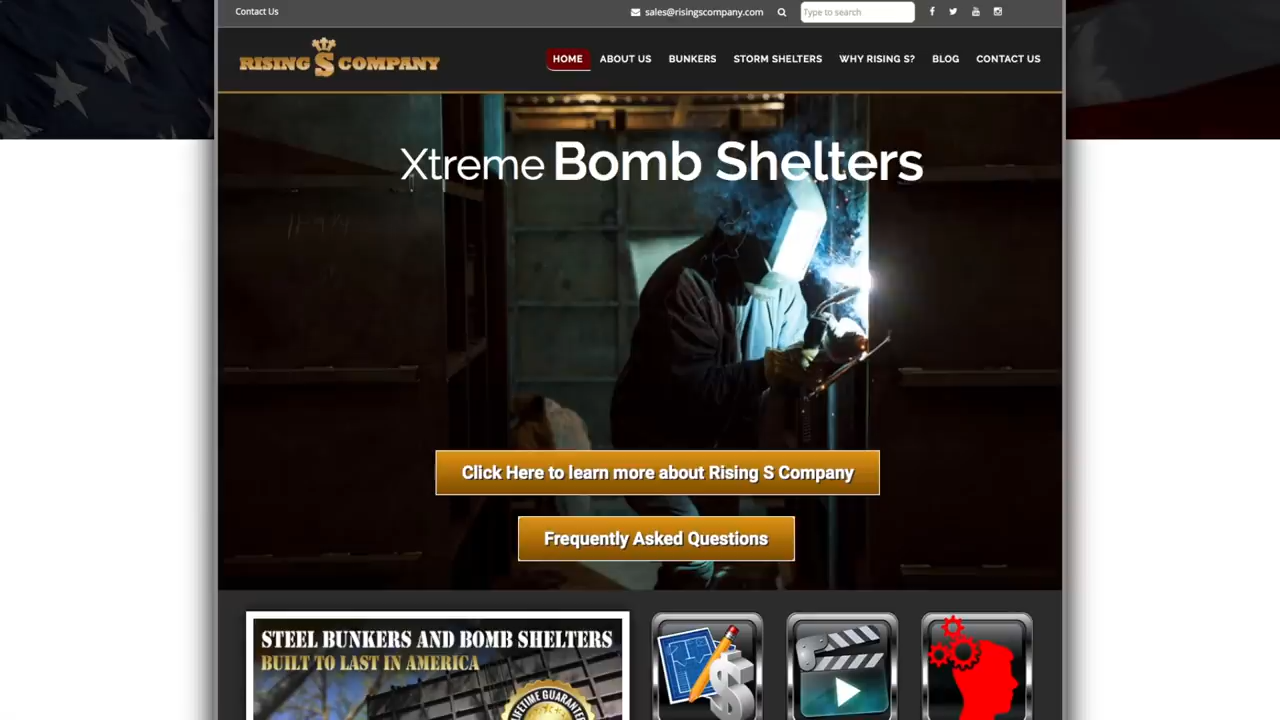 Contact Us
sales@risingscompany.com
Type to search
RISING S COMPANY
HOME
ABOUT US
BUNKERS
STORM SHELTERS
WHY RISING S?
BLOG
CONTACT US
Xtreme Bomb Shelters
Click Here to learn more about Rising S Company
Frequently Asked Questions
STEEL BUNKERS AND BOMB SHELTERS
BUILT TO LAST IN AMERICA
LIFETIME GUARANTEE